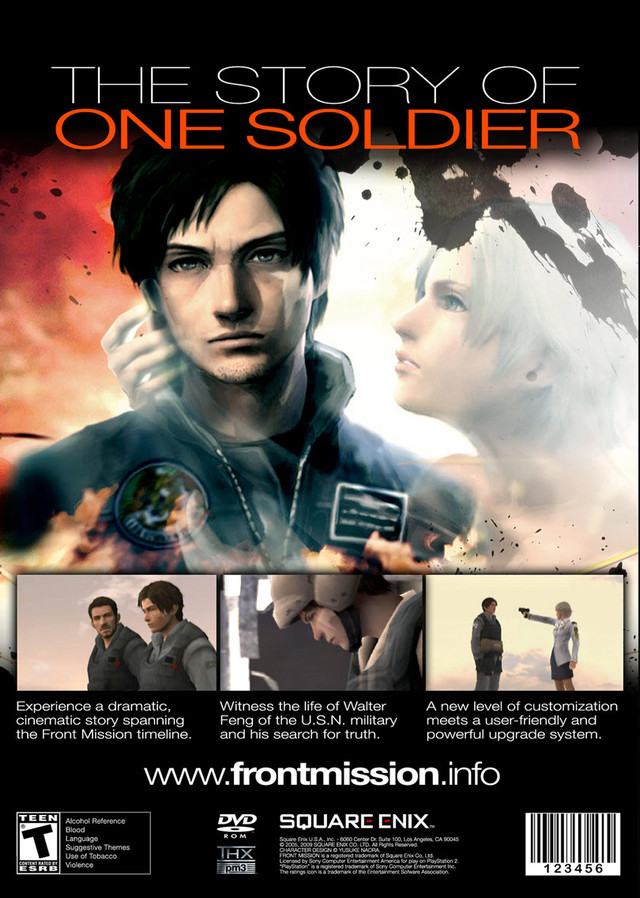 THE STORY OF
ONE SOLDIER
Experience a dramatic,
cinematic story spanning
the Front Mission timeline.
Witness the life of Walter
Feng of the U.S.N. military
and his search for truth.
A new level of customization
meets a user-friendly and
powerful upgrade system.
www.frontmission.info
TEEN
T
CONTENT RATED BY
ESRB
Alcohol Reference
Blood
Language
Suggestive Themes
Use of Tobacco
Violence
DVD
ROM
THX
pm3
SQUARE ENIX
Square Enix U.S.A., Inc. - 6060 Center Dr. Suite 100, Los Angeles, CA 90045
© 2005, 2009 SQUARE ENIX CO. LTD. All Rights Reserved.
CHARACTER DESIGN © YUSUKE NAORA.
FRONT MISSION is a registered trademark of Square Enix Co, Ltd.
Licensed by Sony Computer Entertainment America for play on PlayStation 2.
"PlayStation" is a registered trademark of Sony Computer Entertainment Inc.
The ratings icon is a trademark of the Entertainment Software Association.
123456